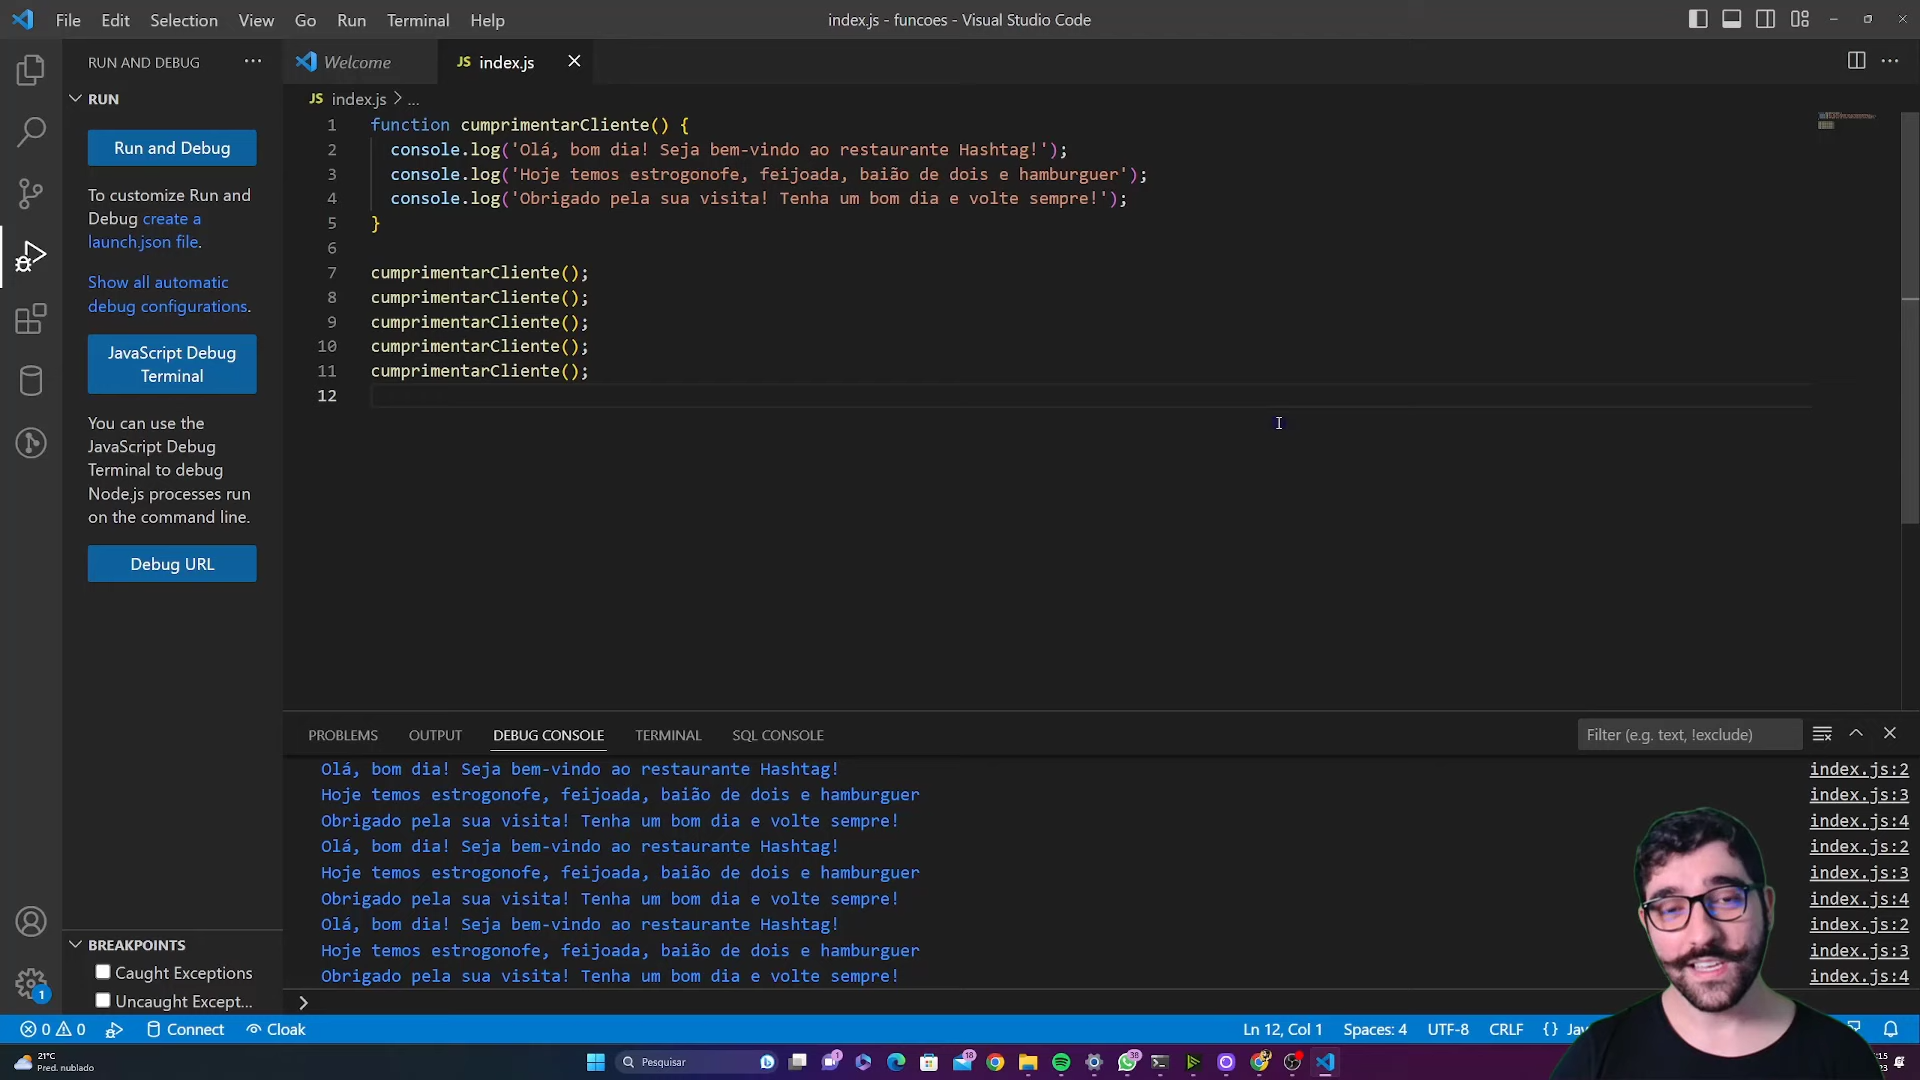 File Edit Selection View Go Run Terminal Help
index.js - funcoes - Visual Studio Code
RUN AND DEBUG ...
Welcome
JS index.js
RUN
JS index.js > ...
Run and Debug
To customize Run and
Debug create a
launch.json file.
Show all automatic
debug configurations.
JavaScript Debug
Terminal
You can use the
JavaScript Debug
Terminal to debug
Node.js processes run
on the command line.
Debug URL
1 function cumprimentarCliente() {
2 console.log('Olá, bom dia! Seja bem-vindo ao restaurante Hashtag!');
3 console.log('Hoje temos estrogonofe, feijoada, baião de dois e hamburguer');
4 console.log('Obrigado pela sua visita! Tenha um bom dia e volte sempre!');
5 }
6
7 cumprimentarCliente();
8 cumprimentarCliente();
9 cumprimentarCliente();
10 cumprimentarCliente();
11 cumprimentarCliente();
12
PROBLEMS OUTPUT DEBUG CONSOLE TERMINAL SQL CONSOLE
Filter (e.g. text, !exclude)
Olá, bom dia! Seja bem-vindo ao restaurante Hashtag! index.js:2
Hoje temos estrogonofe, feijoada, baião de dois e hamburguer index.js:3
Obrigado pela sua visita! Tenha um bom dia e volte sempre! index.js:4
Olá, bom dia! Seja bem-vindo ao restaurante Hashtag! index.js:2
Hoje temos estrogonofe, feijoada, baião de dois e hamburguer index.js:3
Obrigado pela sua visita! Tenha um bom dia e volte sempre! index.js:4
Olá, bom dia! Seja bem-vindo ao restaurante Hashtag! index.js:2
Hoje temos estrogonofe, feijoada, baião de dois e hamburguer index.js:3
Obrigado pela sua visita! Tenha um bom dia e volte sempre! index.js:4
BREAKPOINTS
Caught Exceptions
Uncaught Except...
1
0 0 Connect Cloak
Ln 12, Col 1 Spaces: 4 UTF-8 CRLF {}
21°C
Pred. nublado
Pesquisar
1
18
38